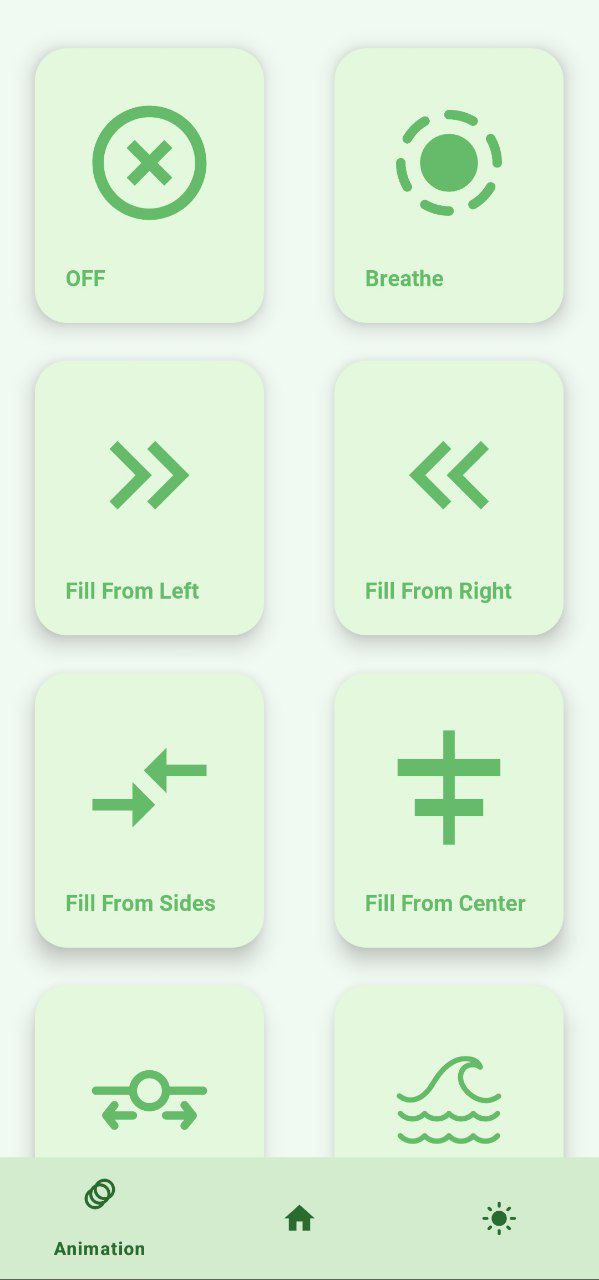 OFF
Breathe
Fill From Left
Fill From Right
Fill From Sides
Fill From Center
Animation